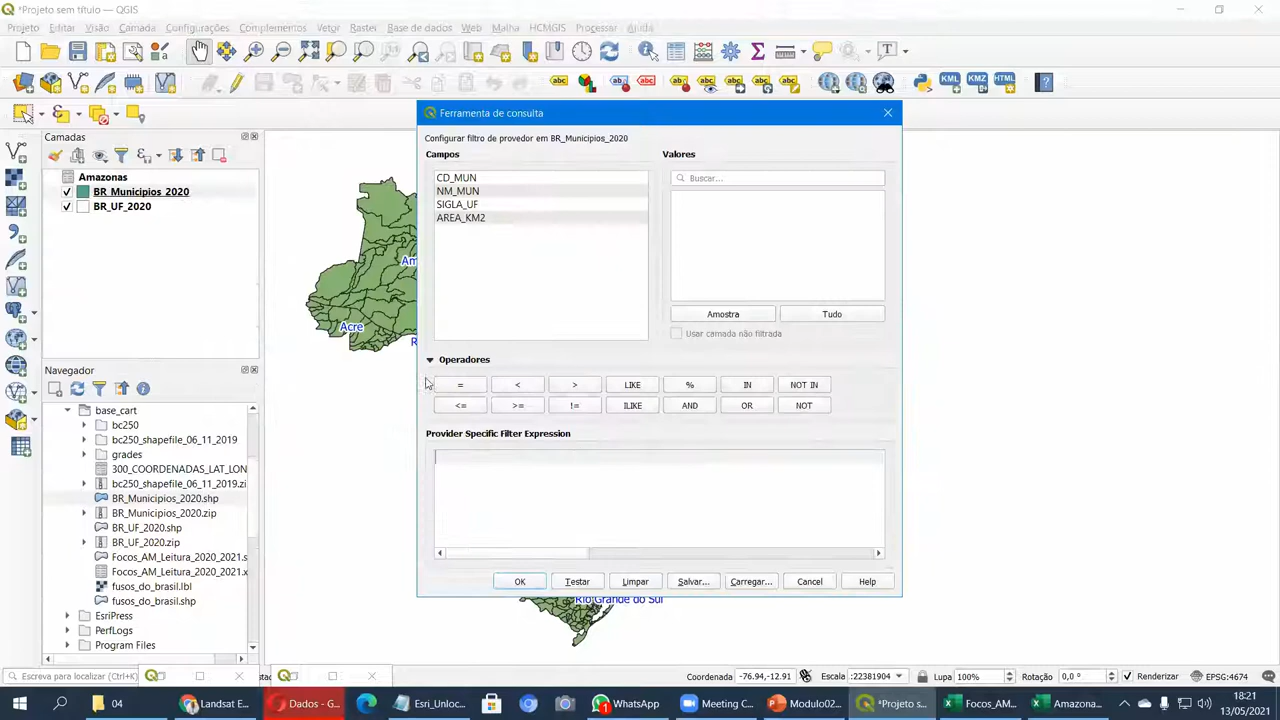 *Projeto sem título — QGIS
Projeto Editar Visão Camada Configurações Complementos Vetor Raster Base de dados Web Malha HCMGIS Processar Ajuda
KML KMZ HTML
Camadas
Amazonas
BR_Municipios_2020
BR_UF_2020
Navegador
base_cart
bc250
bc250_shapefile_06_11_2019
grades
300_COORDENADAS_LAT_LON
bc250_shapefile_06_11_2019.zi
BR_Municipios_2020.shp
BR_Municipios_2020.zip
BR_UF_2020.shp
BR_UF_2020.zip
Focos_AM_Leitura_2020_2021.s
Focos_AM_Leitura_2020_2021.x
fusos_do_brasil.lbl
fusos_do_brasil.shp
EsriPress
PerfLogs
Program Files
Am
Acre
R
Rio Grande do Sul
Ferramenta de consulta
Configurar filtro de provedor em BR_Municipios_2020
Campos
Valores
CD_MUN
NM_MUN
SIGLA_UF
AREA_KM2
Buscar...
Amostra Tudo
Usar camada não filtrada
Operadores
= < > LIKE % IN NOT IN
<= >= != ILIKE AND OR NOT
Provider Specific Filter Expression
OK Testar Limpar Salvar... Carregar... Cancel Help
Escreva para localizar (Ctrl+K)
Coordenada -76.94,-12.91 Escala :22381904 Lupa 100% Rotação 0,0 ° Renderizar EPSG:4674
04 Landsat E... Dados - G... Esri_Unloc... WhatsApp Meeting C... Modulo02... *Projeto s... Focos_AM... Amazona...
1
18:21
13/05/2021